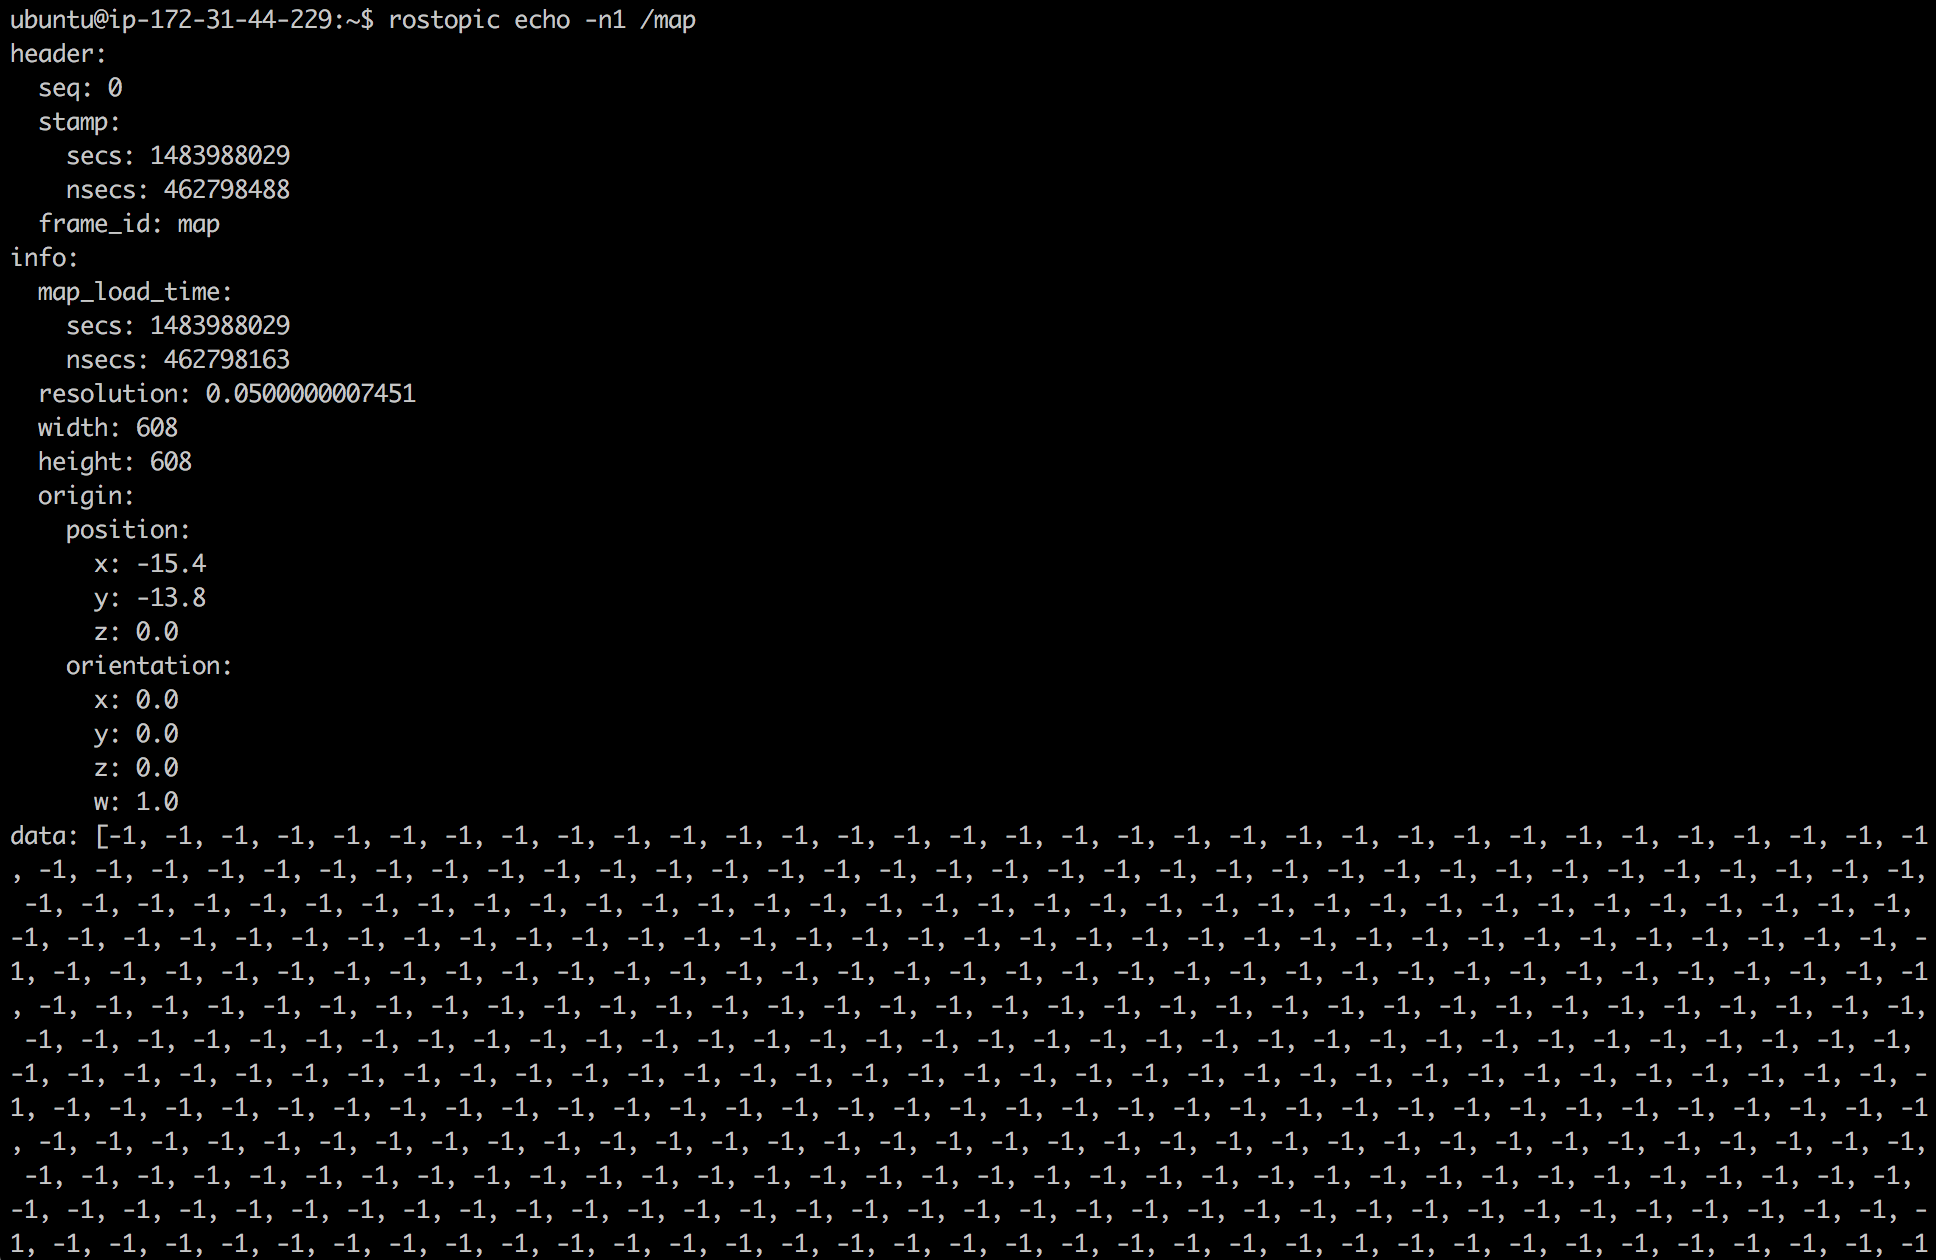 ubuntu@ip-172-31-44-229:~$ rostopic echo -n1 /map
header:
  seq: 0
  stamp:
    secs: 1483988029
    nsecs: 462798488
  frame_id: map
info:
  map_load_time:
    secs: 1483988029
    nsecs: 462798163
  resolution: 0.0500000007451
  width: 608
  height: 608
  origin:
    position:
      x: -15.4
      y: -13.8
      z: 0.0
    orientation:
      x: 0.0
      y: 0.0
      z: 0.0
      w: 1.0
data: [-1, -1, -1, -1, -1, -1, -1, -1, -1, -1, -1, -1, -1, -1, -1, -1, -1, -1, -1, -1, -1, -1, -1, -1, -1, -1, -1, -1, -1, -1, -1, -1, -1
, -1, -1, -1, -1, -1, -1, -1, -1, -1, -1, -1, -1, -1, -1, -1, -1, -1, -1, -1, -1, -1, -1, -1, -1, -1, -1, -1, -1, -1, -1, -1, -1, -1, -1,
 -1, -1, -1, -1, -1, -1, -1, -1, -1, -1, -1, -1, -1, -1, -1, -1, -1, -1, -1, -1, -1, -1, -1, -1, -1, -1, -1, -1, -1, -1, -1, -1, -1, -1,
-1, -1, -1, -1, -1, -1, -1, -1, -1, -1, -1, -1, -1, -1, -1, -1, -1, -1, -1, -1, -1, -1, -1, -1, -1, -1, -1, -1, -1, -1, -1, -1, -1, -1, -
1, -1, -1, -1, -1, -1, -1, -1, -1, -1, -1, -1, -1, -1, -1, -1, -1, -1, -1, -1, -1, -1, -1, -1, -1, -1, -1, -1, -1, -1, -1, -1, -1, -1, -1
, -1, -1, -1, -1, -1, -1, -1, -1, -1, -1, -1, -1, -1, -1, -1, -1, -1, -1, -1, -1, -1, -1, -1, -1, -1, -1, -1, -1, -1, -1, -1, -1, -1, -1,
 -1, -1, -1, -1, -1, -1, -1, -1, -1, -1, -1, -1, -1, -1, -1, -1, -1, -1, -1, -1, -1, -1, -1, -1, -1, -1, -1, -1, -1, -1, -1, -1, -1, -1,
-1, -1, -1, -1, -1, -1, -1, -1, -1, -1, -1, -1, -1, -1, -1, -1, -1, -1, -1, -1, -1, -1, -1, -1, -1, -1, -1, -1, -1, -1, -1, -1, -1, -1, -
1, -1, -1, -1, -1, -1, -1, -1, -1, -1, -1, -1, -1, -1, -1, -1, -1, -1, -1, -1, -1, -1, -1, -1, -1, -1, -1, -1, -1, -1, -1, -1, -1, -1, -1
, -1, -1, -1, -1, -1, -1, -1, -1, -1, -1, -1, -1, -1, -1, -1, -1, -1, -1, -1, -1, -1, -1, -1, -1, -1, -1, -1, -1, -1, -1, -1, -1, -1, -1,
 -1, -1, -1, -1, -1, -1, -1, -1, -1, -1, -1, -1, -1, -1, -1, -1, -1, -1, -1, -1, -1, -1, -1, -1, -1, -1, -1, -1, -1, -1, -1, -1, -1, -1,
-1, -1, -1, -1, -1, -1, -1, -1, -1, -1, -1, -1, -1, -1, -1, -1, -1, -1, -1, -1, -1, -1, -1, -1, -1, -1, -1, -1, -1, -1, -1, -1, -1, -1, -
1, -1, -1, -1, -1, -1, -1, -1, -1, -1, -1, -1, -1, -1, -1, -1, -1, -1, -1, -1, -1, -1, -1, -1, -1, -1, -1, -1, -1, -1, -1, -1, -1, -1, -1